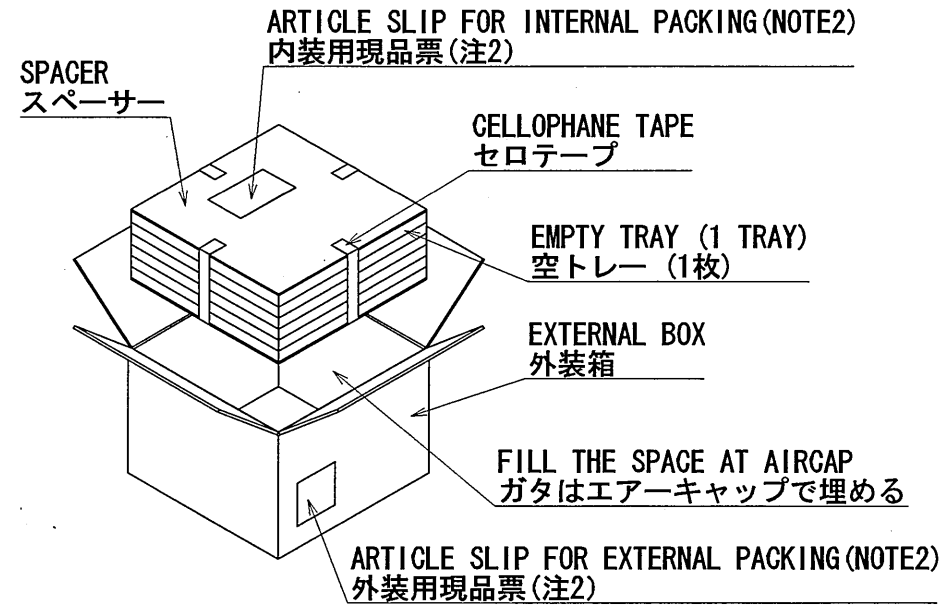 ARTICLE SLIP FOR INTERNAL PACKING(NOTE2)
内装用現品票(注2)
SPACER
スペーサー
CELLOPHANE TAPE
セロテープ
EMPTY TRAY (1 TRAY)
空トレー (1枚)
EXTERNAL BOX
外装箱
FILL THE SPACE AT AIRCAP
ガタはエアーキャップで埋める
ARTICLE SLIP FOR EXTERNAL PACKING(NOTE2)
外装用現品票(注2)